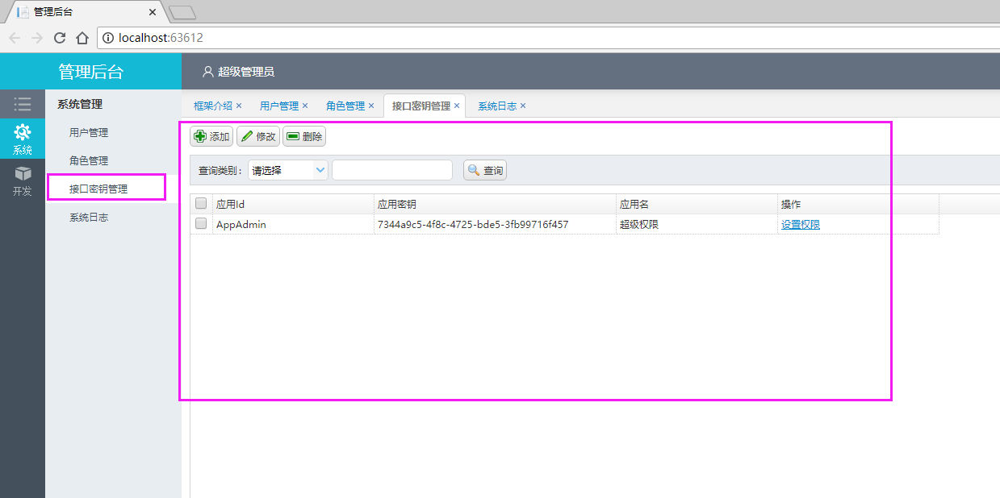 管理后台
localhost:63612
管理后台
超级管理员
系统
开发
系统管理
用户管理
角色管理
接口密钥管理
系统日志
框架介绍 × 用户管理 × 角色管理 × 接口密钥管理 × 系统日志 ×
添加 修改 删除
查询类别: 请选择 查询
应用Id 应用密钥 应用名 操作
AppAdmin 7344a9c5-4f8c-4725-bde5-3fb99716f457 超级权限 设置权限